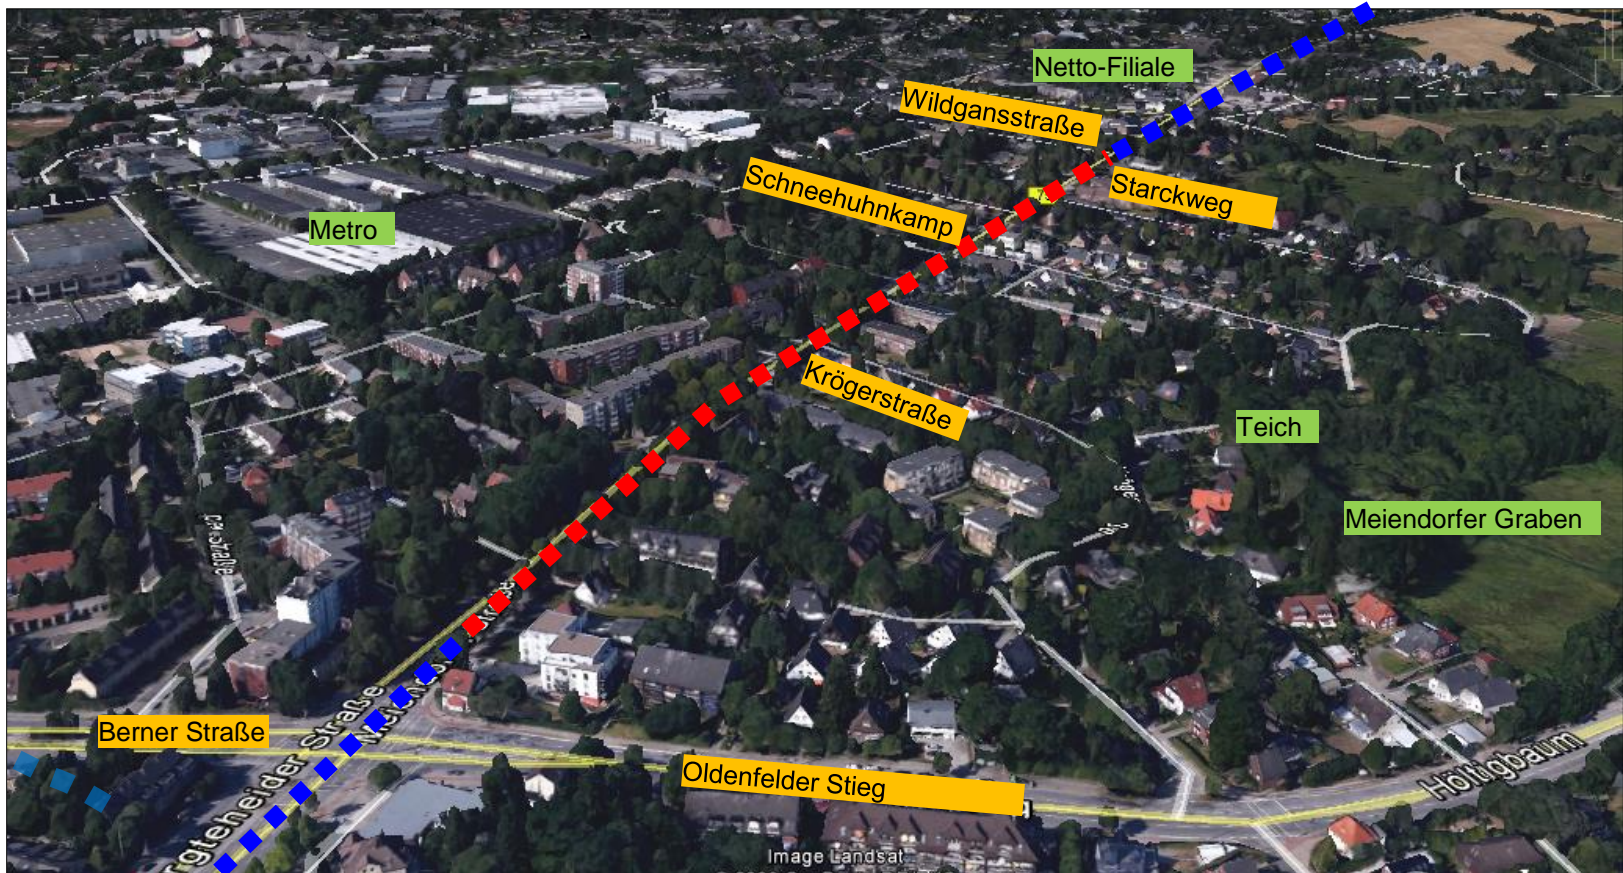 Netto-Filiale
Wildgansstraße
Schneehuhnkamp
Starckweg
Metro
Krögerstraße
Teich
Meiendorfer Graben
Berner Straße
Oldenfelder Stieg
Höltigbaum
Image Landsat